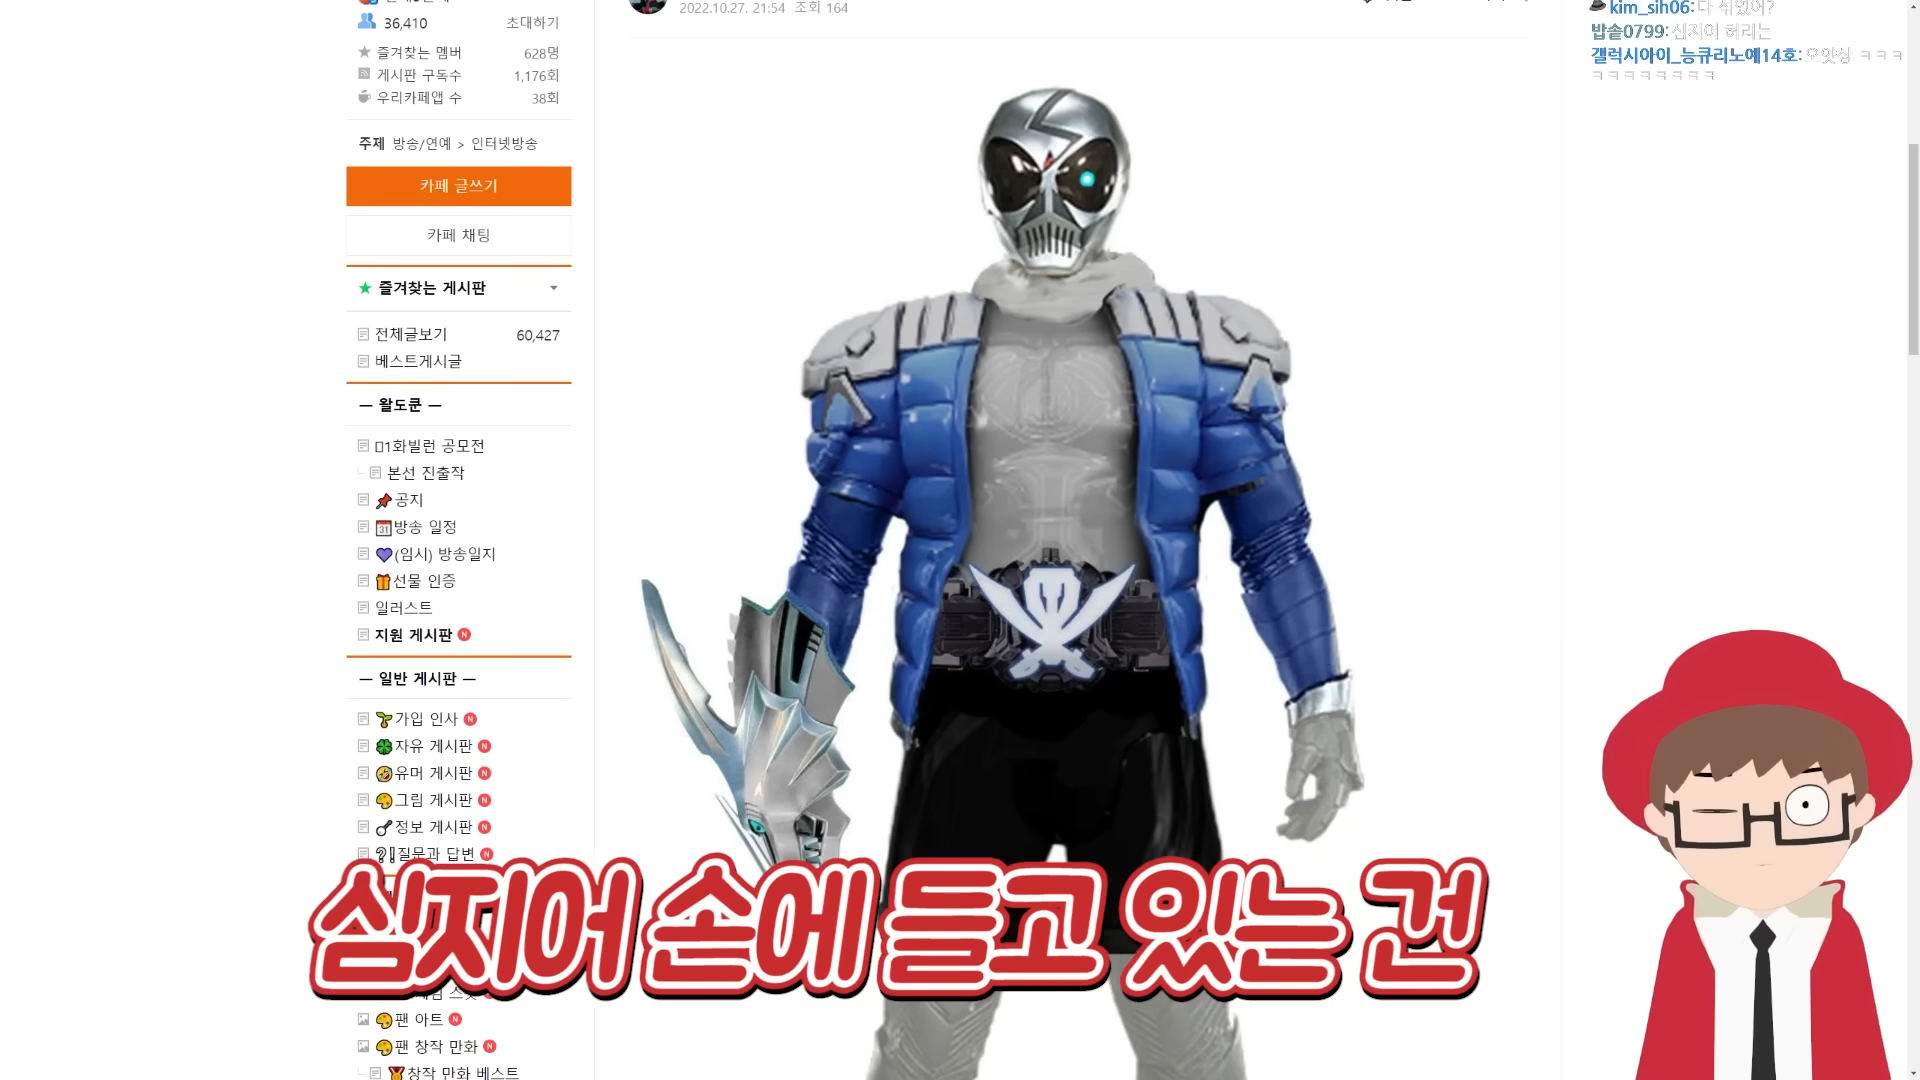 36,410 초대하기
즐겨찾는 멤버 628명
게시판 구독수 1,176회
우리카페앱 수 38회
주제 방송/연예 > 인터넷방송
카페 글쓰기
카페 채팅
즐겨찾는 게시판
전체글보기 60,427
베스트게시글
— 왈도쿤 —
1화빌런 공모전
본선 진출작
공지
방송 일정
(임시) 방송일지
선물 인증
일러스트
지원 게시판 N
— 일반 게시판 —
가입 인사 N
자유 게시판 N
유머 게시판 N
그림 게시판 N
정보 게시판 N
질문과 답변 N
팬 아트 N
팬 창작 만화 N
창작 만화 베스트
2022.10.27. 21:54 조회 164
심지어 손에 들고 있는 건
kim_sih06: 다 섞었어?
밥솥0799: 심지어 허리는
갤럭시아이_능큐리노예14호: 오앗싱 ㅋㅋㅋ
ㅋㅋㅋㅋㅋㅋㅋㅋ